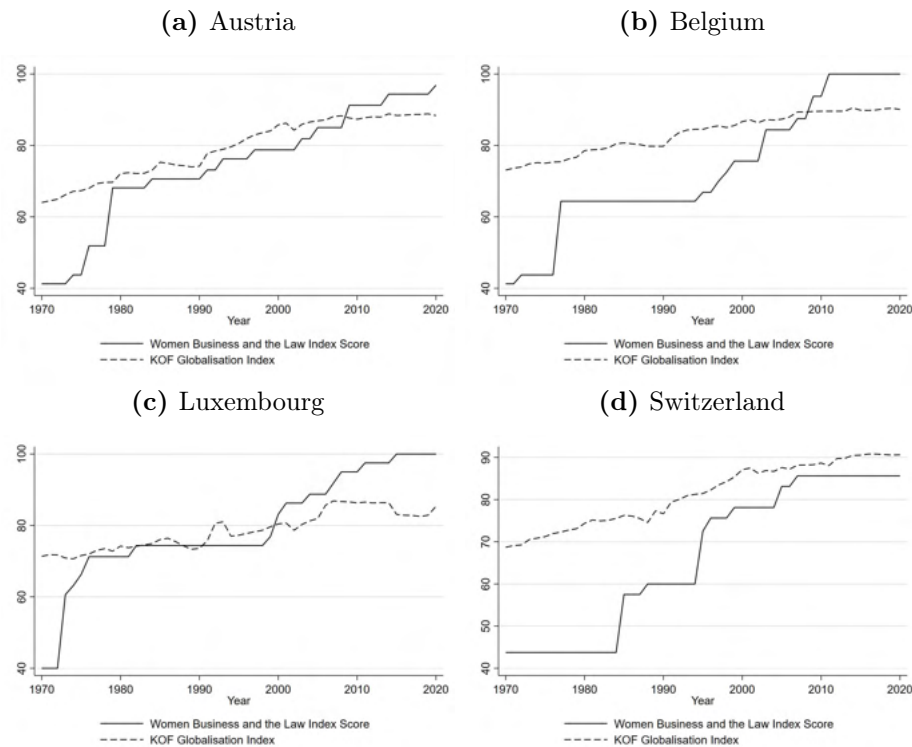 (a) Austria
(b) Belgium
100
80
60
40
1970 1980 1990 2000 2010 2020
Year
Women Business and the Law Index Score
KOF Globalisation Index
100
80
60
40
1970 1980 1990 2000 2010 2020
Year
Women Business and the Law Index Score
KOF Globalisation Index
(c) Luxembourg
(d) Switzerland
100
80
60
40
1970 1980 1990 2000 2010 2020
Year
Women Business and the Law Index Score
KOF Globalisation Index
90
80
70
60
50
40
1970 1980 1990 2000 2010 2020
Year
Women Business and the Law Index Score
KOF Globalisation Index